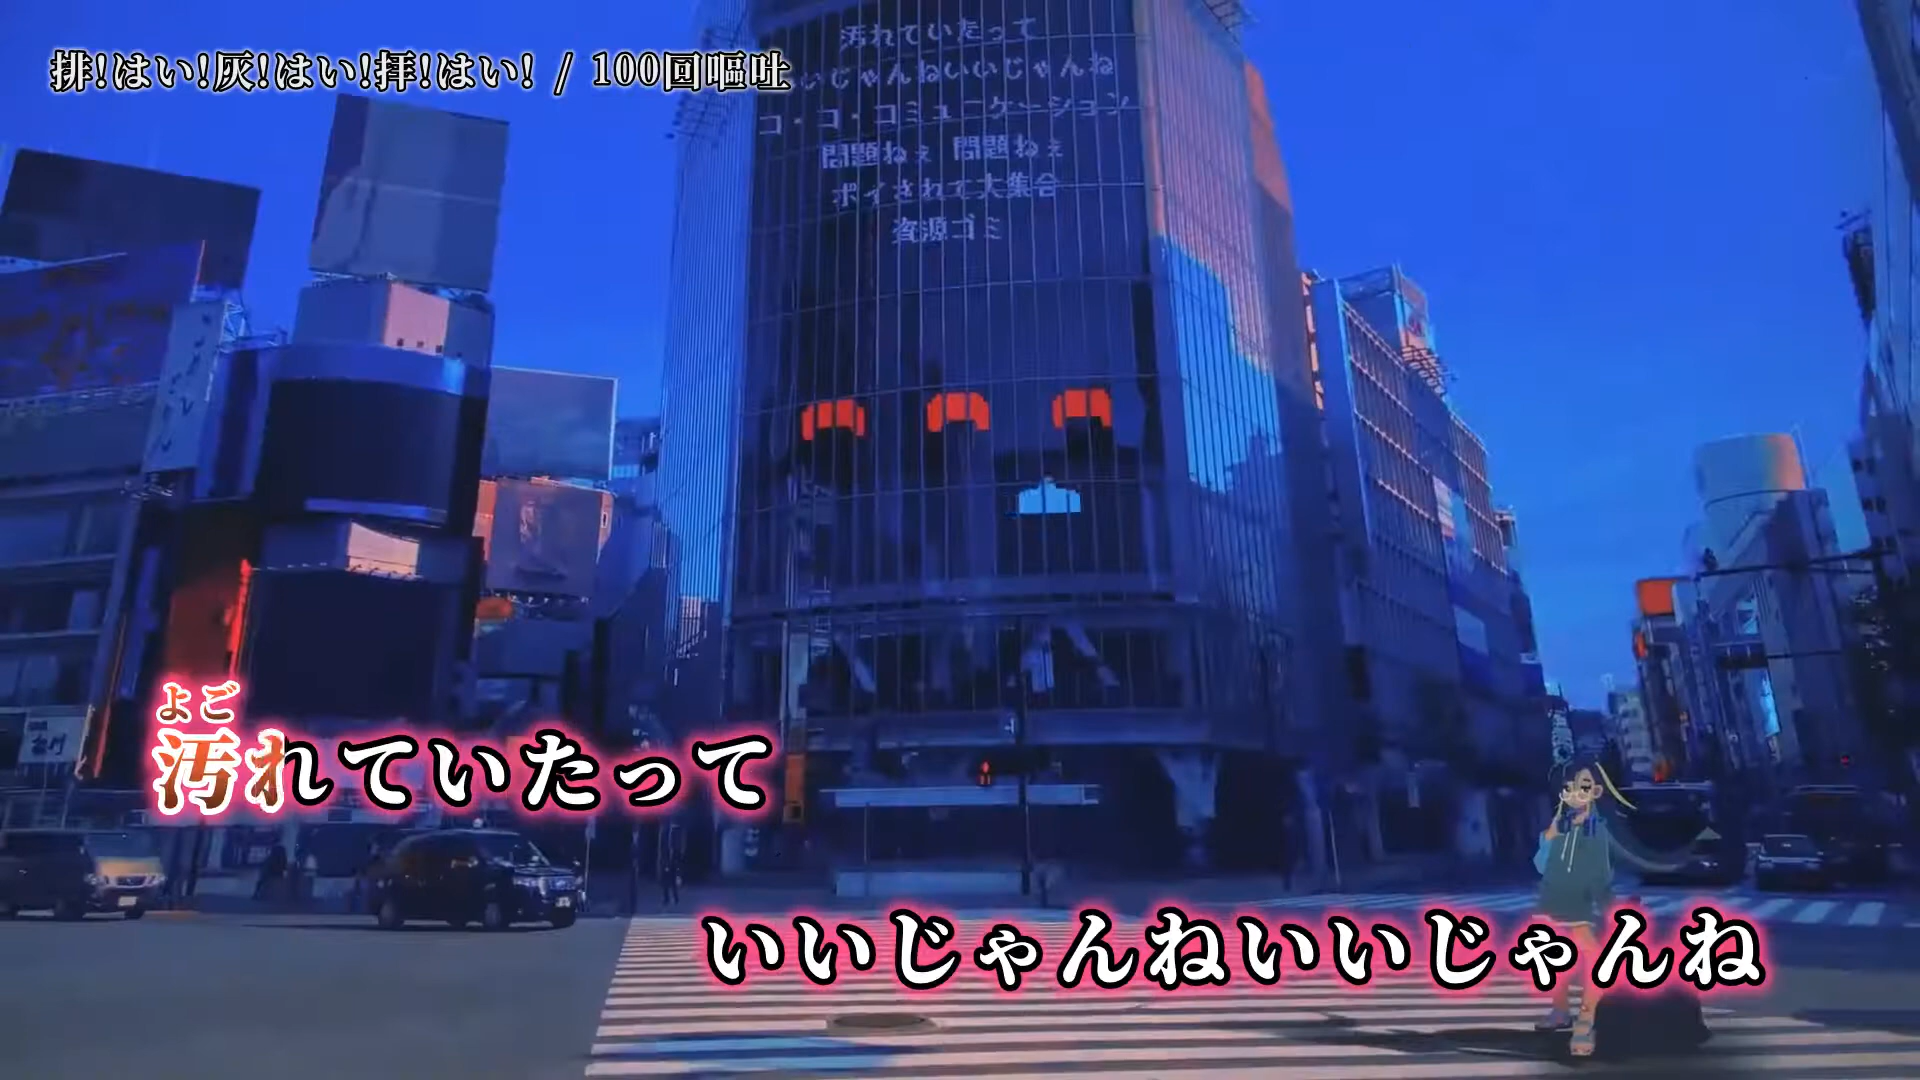 排!はい!灰!はい!拝!はい! / 100回嘔吐
汚れていたって
いいじゃんねいいじゃんね
コ・コ・コミュニケーション
問題ねぇ 問題ねぇ
ポイされて大集合
資源ゴミ
よご
汚れていたって
いいじゃんねいいじゃんね